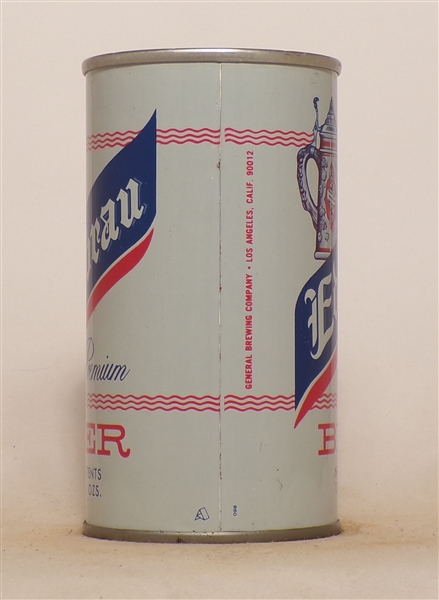 rau
Premium
ER
ENTS
OZS.
GENERAL BREWING COMPANY • LOS ANGELES, CALIF. 90012
E
B